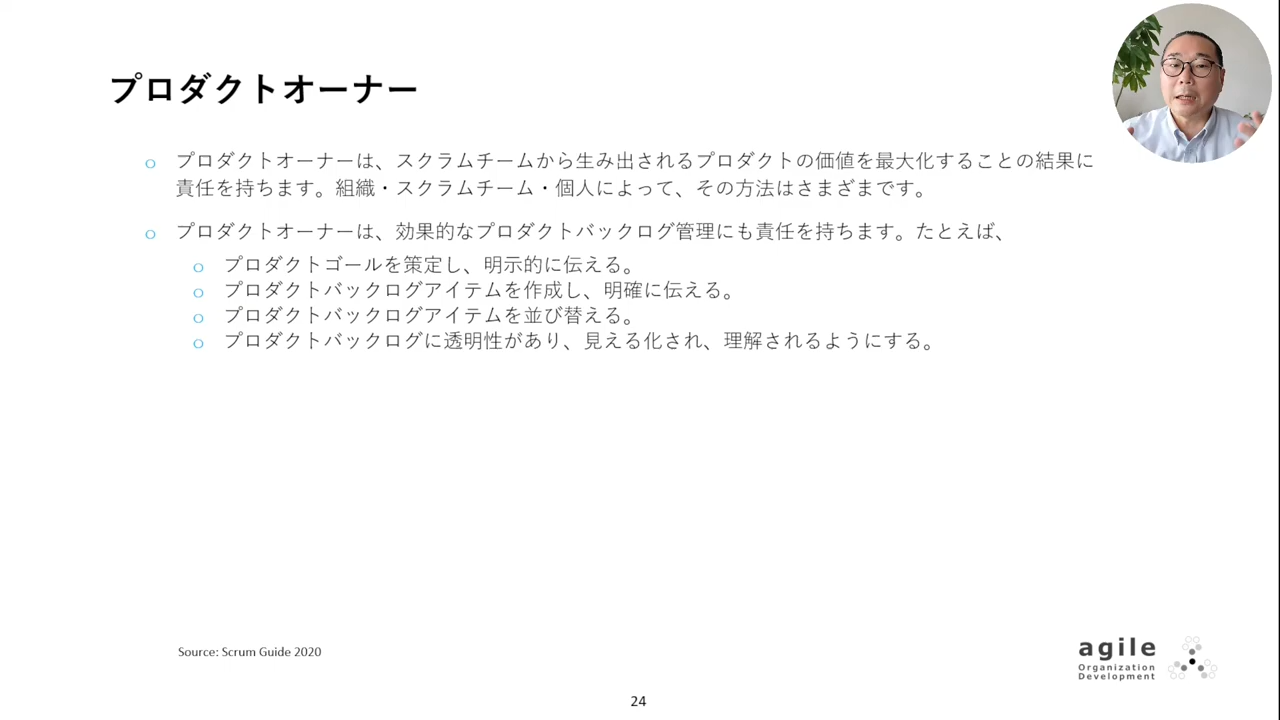 プロダクトオーナー
o プロダクトオーナーは、スクラムチームから生み出されるプロダクトの価値を最大化することの結果に
責任を持ちます。組織・スクラムチーム・個人によって、その方法はさまざまです。
o プロダクトオーナーは、効果的なプロダクトバックログ管理にも責任を持ちます。たとえば、
o プロダクトゴールを策定し、明示的に伝える。
o プロダクトバックログアイテムを作成し、明確に伝える。
o プロダクトバックログアイテムを並び替える。
o プロダクトバックログに透明性があり、見える化され、理解されるようにする。
Source: Scrum Guide 2020
agile
Organization
Development
24